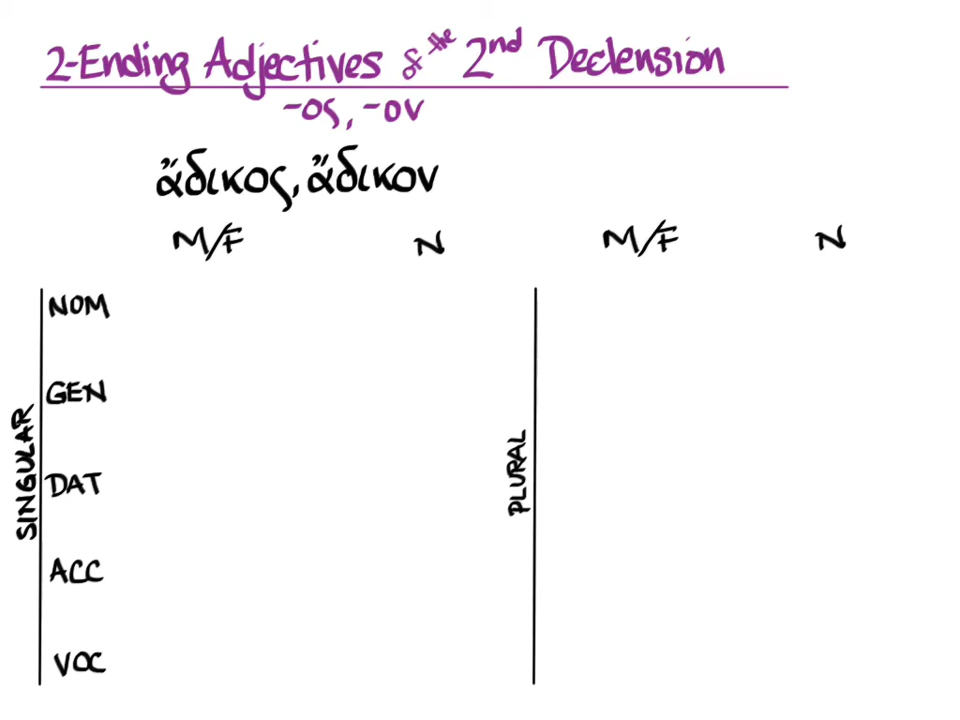 2-Ending Adjectives & the 2nd Declension
-ος, -ον
ἄδικος, ἄδικον
M/F N M/F N
NOM
GEN
DAT
ACC
VOC
SINGULAR
PLURAL